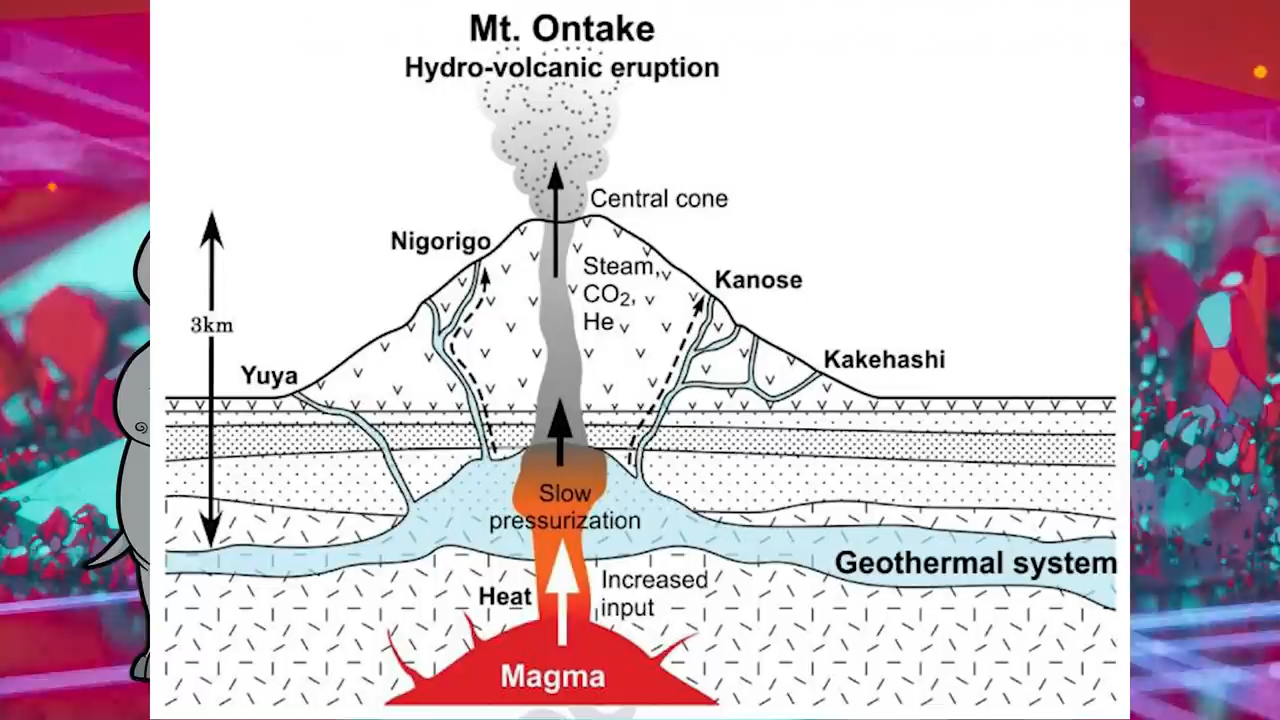 Mt. Ontake
Hydro-volcanic eruption
Central cone
Nigorigo
Steam,
CO₂,
He
Kanose
3km
Kakehashi
Yuya
Slow
pressurization
Geothermal system
Increased
input
Heat
Magma